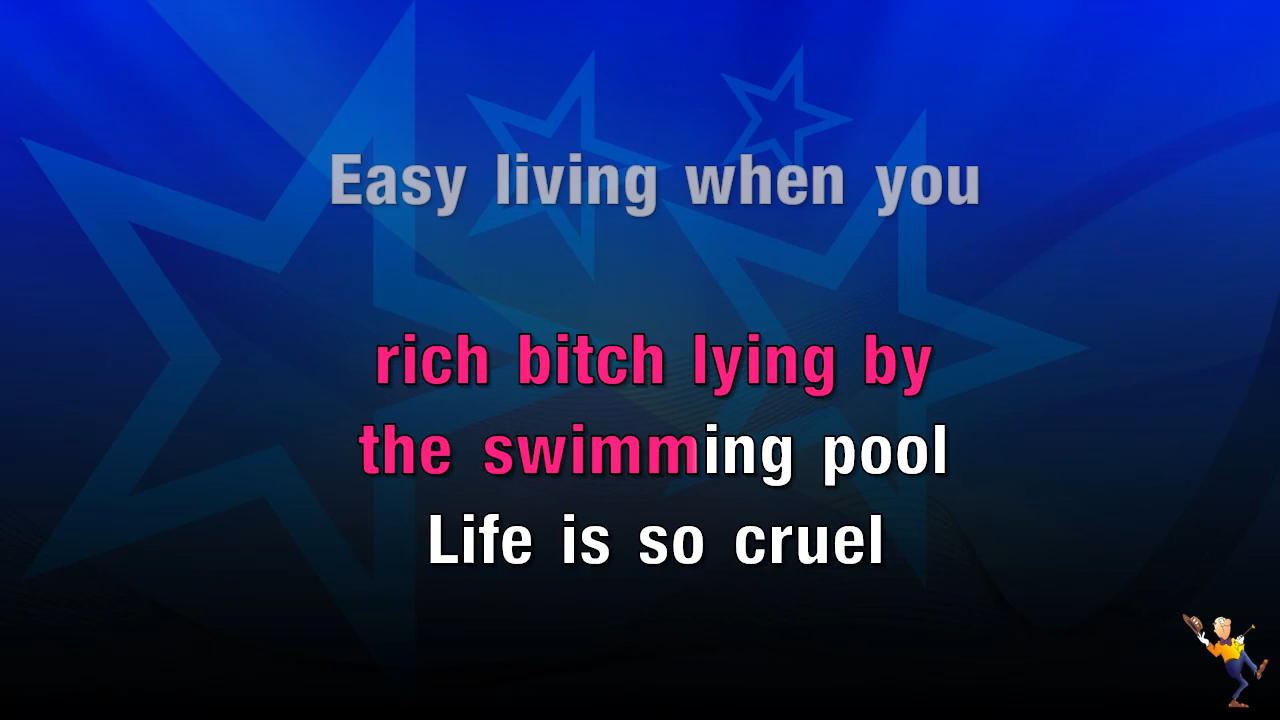 Easy living when you
rich bitch lying by
the swimming pool
Life is so cruel